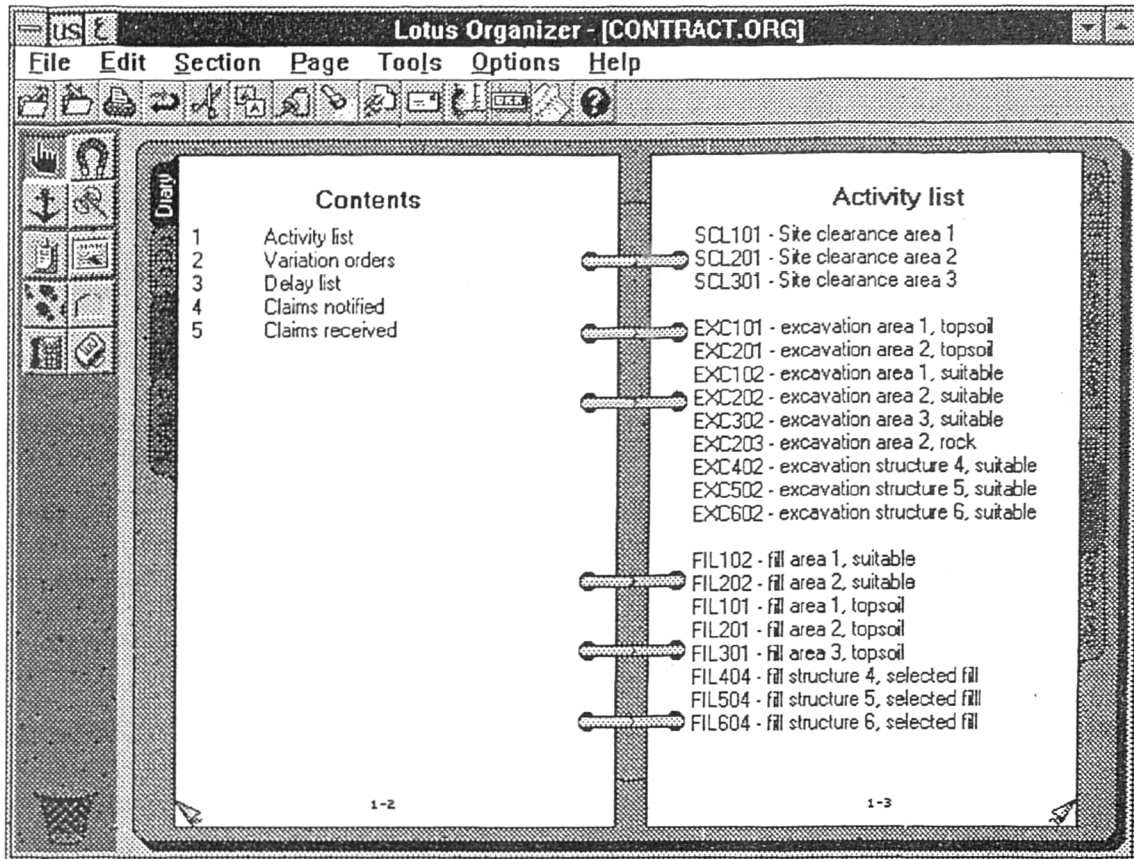 US
Lotus Organizer - [CONTRACT.ORG]
File Edit Section Page Tools Options Help
Diary
Contents
1 Activity list
2 Variation orders
3 Delay list
4 Claims notified
5 Claims received
1-2
Activity list
SCL101 - Site clearance area 1
SCL201 - Site clearance area 2
SCL301 - Site clearance area 3
EXC101 - excavation area 1, topsoil
EXC201 - excavation area 2, topsoil
EXC102 - excavation area 1, suitable
EXC202 - excavation area 2, suitable
EXC302 - excavation area 3, suitable
EXC203 - excavation area 2, rock
EXC402 - excavation structure 4, suitable
EXC502 - excavation structure 5, suitable
EXC602 - excavation structure 6, suitable
FIL102 - fill area 1, suitable
FIL202 - fill area 2, suitable
FIL101 - fill area 1, topsoil
FIL201 - fill area 2, topsoil
FIL301 - fill area 3, topsoil
FIL404 - fill structure 4, selected fill
FIL504 - fill structure 5, selected filll
FIL604 - fill structure 6, selected fill
1-3